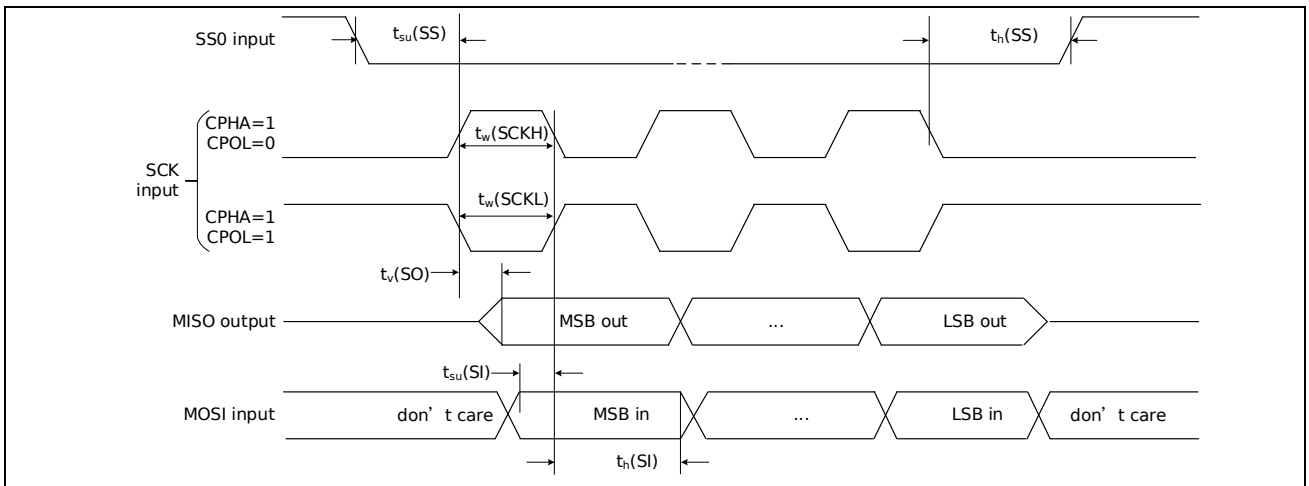 SS0 input
tsu(SS)
th(SS)
CPHA=1
CPOL=0
tw(SCKH)
SCK
input
tw(SCKL)
CPHA=1
CPOL=1
tv(SO)
MISO output
MSB out
...
LSB out
tsu(SI)
MOSI input
don’t care
MSB in
...
LSB in
don’t care
th(SI)